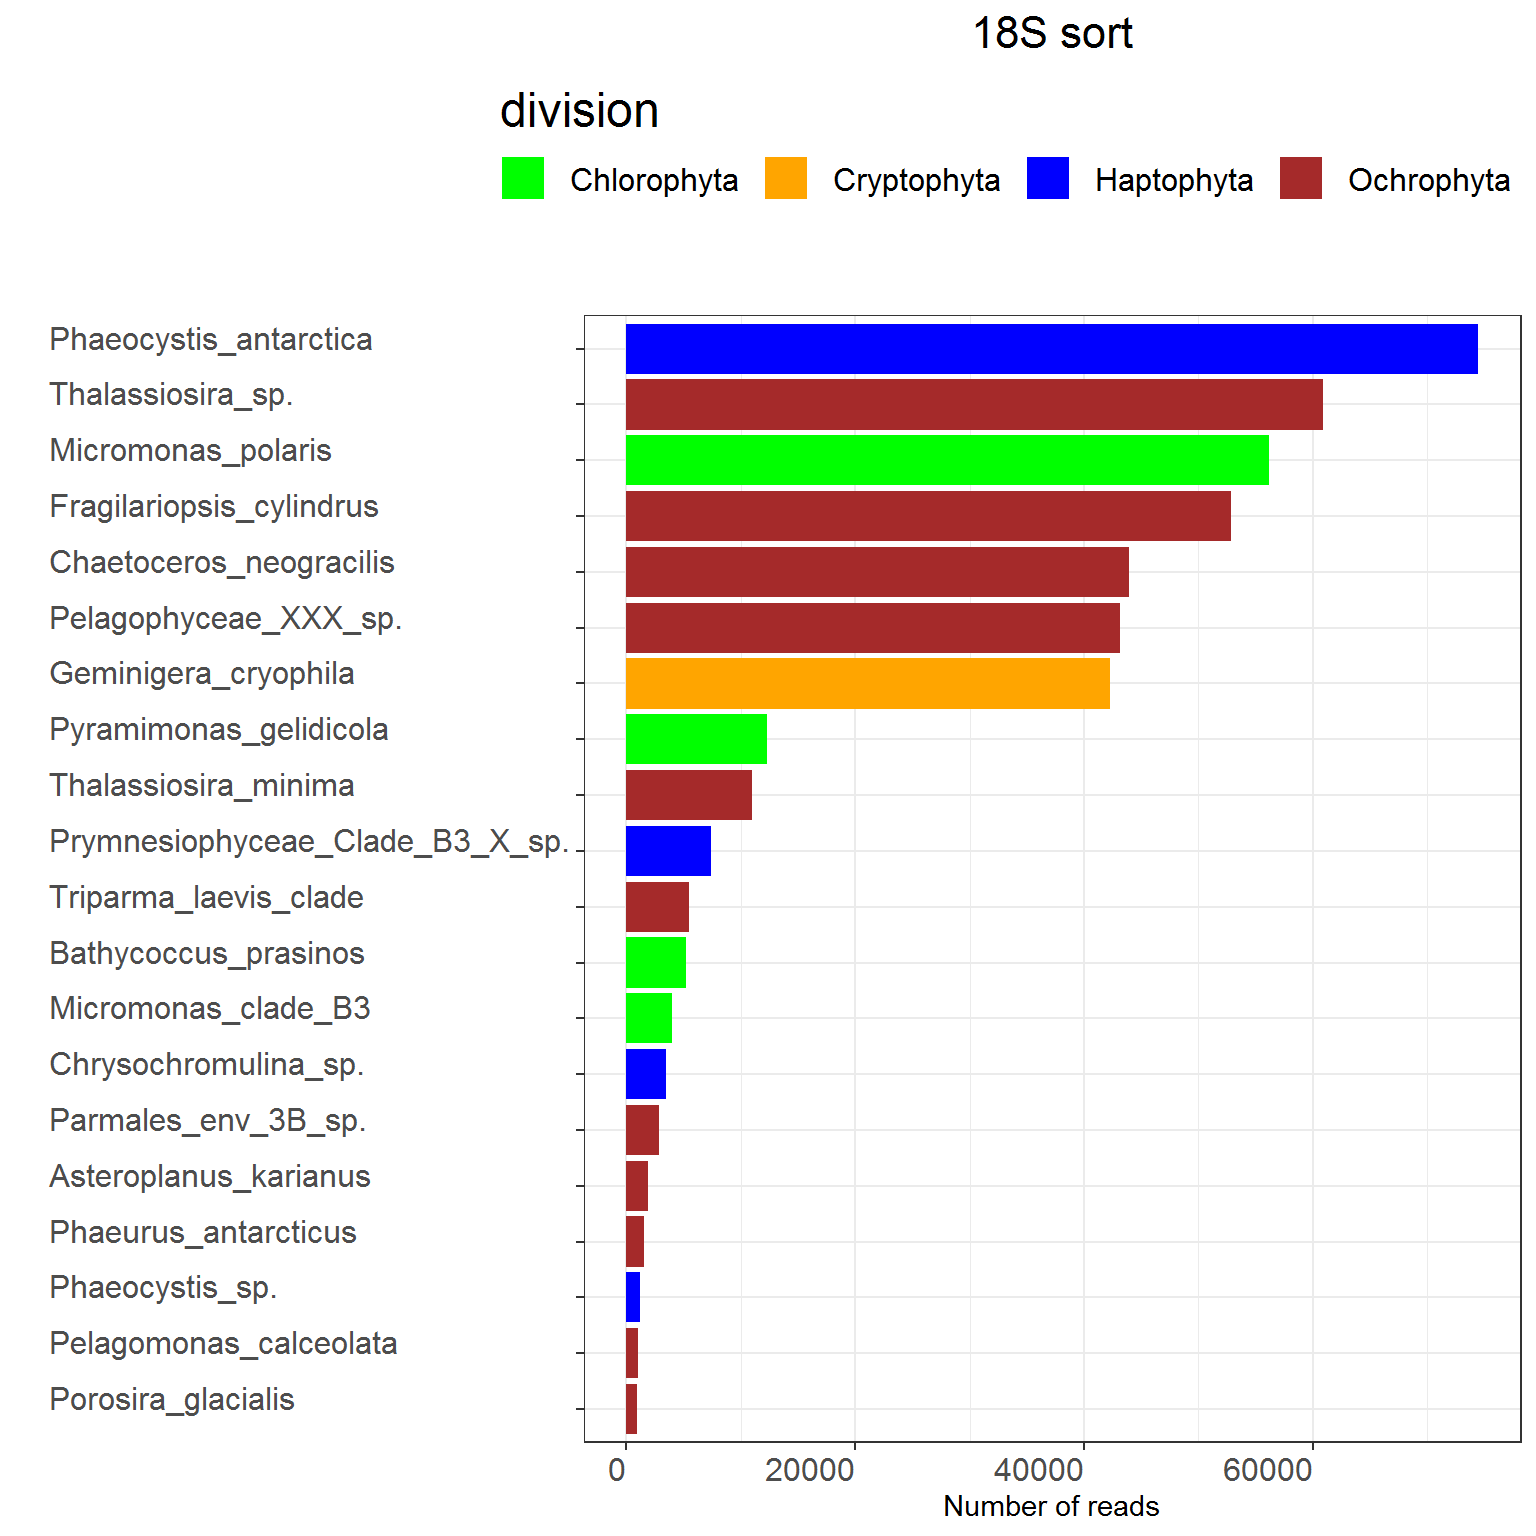 18S sort
division
Chlorophyta Cryptophyta Haptophyta Ochrophyta
Phaeocystis_antarctica
Thalassiosira_sp.
Micromonas_polaris
Fragilariopsis_cylindrus
Chaetoceros_neogracilis
Pelagophyceae_XXX_sp.
Geminigera_cryophila
Pyramimonas_gelidicola
Thalassiosira_minima
Prymnesiophyceae_Clade_B3_X_sp.
Triparma_laevis_clade
Bathycoccus_prasinos
Micromonas_clade_B3
Chrysochromulina_sp.
Parmales_env_3B_sp.
Asteroplanus_karianus
Phaeurus_antarcticus
Phaeocystis_sp.
Pelagomonas_calceolata
Porosira_glacialis
0 20000 40000 60000
Number of reads